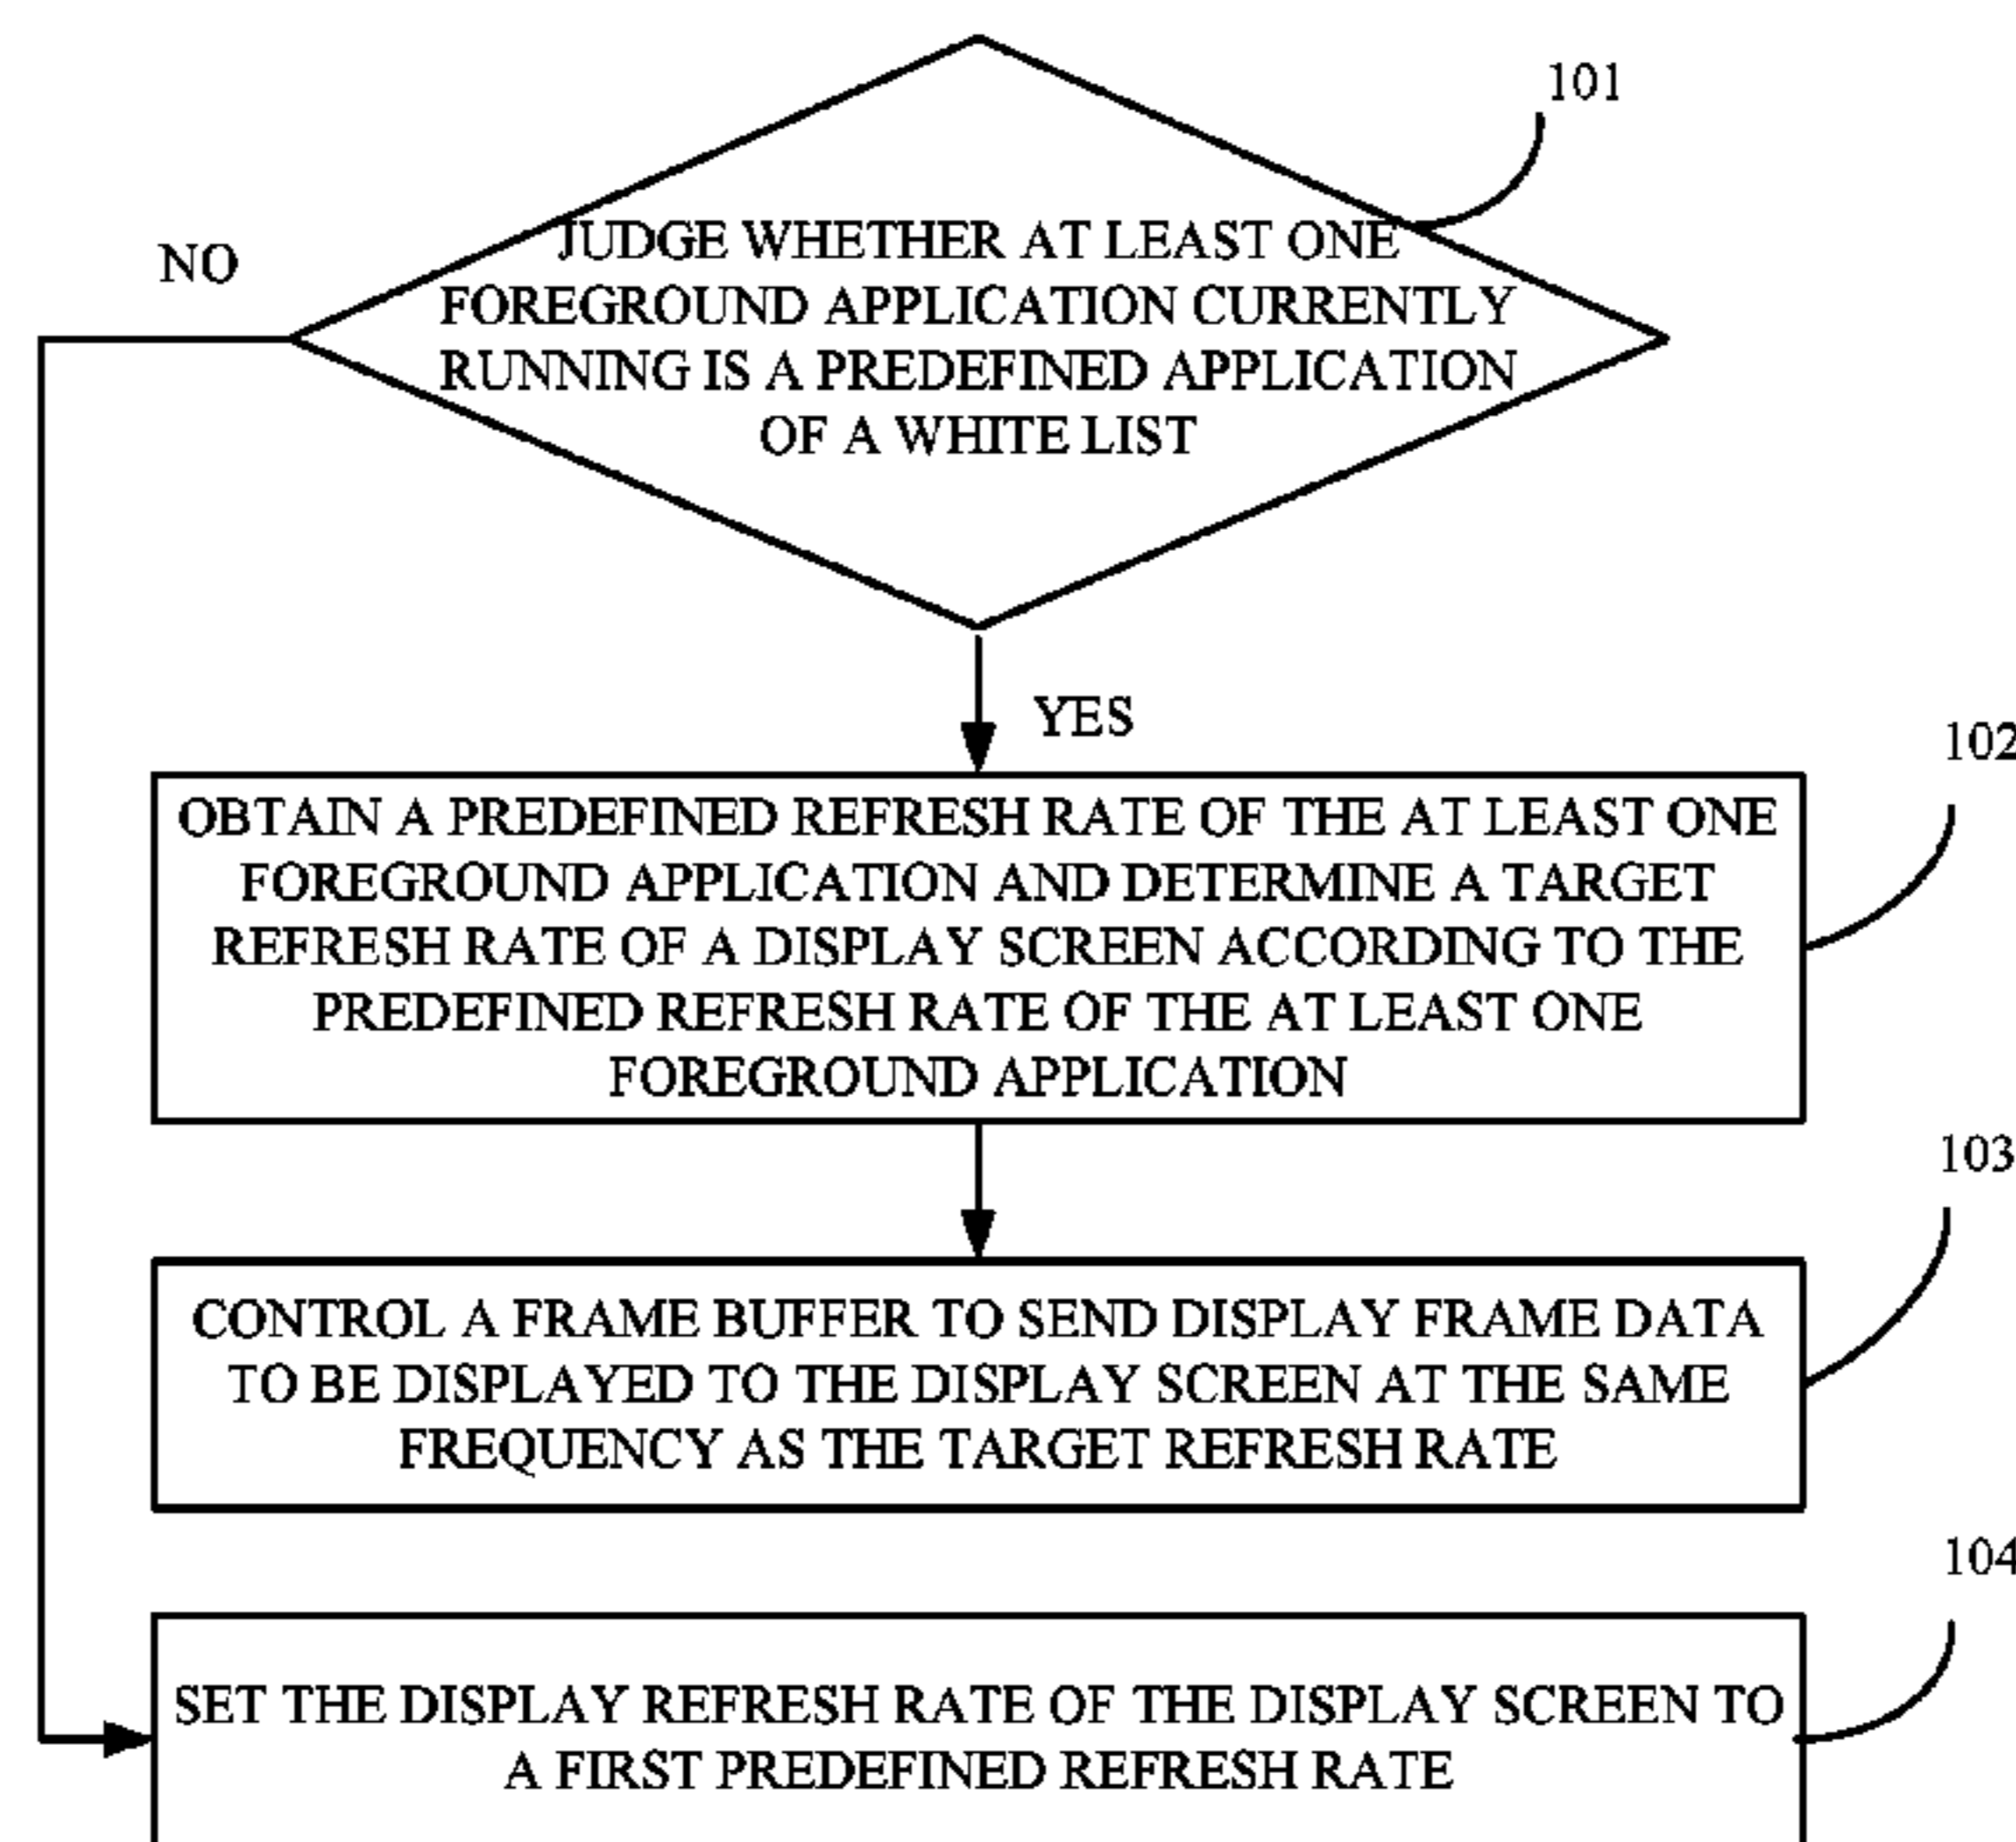 101
JUDGE WHETHER AT LEAST ONE
FOREGROUND APPLICATION CURRENTLY
RUNNING IS A PREDEFINED APPLICATION
OF A WHITE LIST
NO
YES
102
OBTAIN A PREDEFINED REFRESH RATE OF THE AT LEAST ONE
FOREGROUND APPLICATION AND DETERMINE A TARGET
REFRESH RATE OF A DISPLAY SCREEN ACCORDING TO THE
PREDEFINED REFRESH RATE OF THE AT LEAST ONE
FOREGROUND APPLICATION
103
CONTROL A FRAME BUFFER TO SEND DISPLAY FRAME DATA
TO BE DISPLAYED TO THE DISPLAY SCREEN AT THE SAME
FREQUENCY AS THE TARGET REFRESH RATE
104
SET THE DISPLAY REFRESH RATE OF THE DISPLAY SCREEN TO
A FIRST PREDEFINED REFRESH RATE